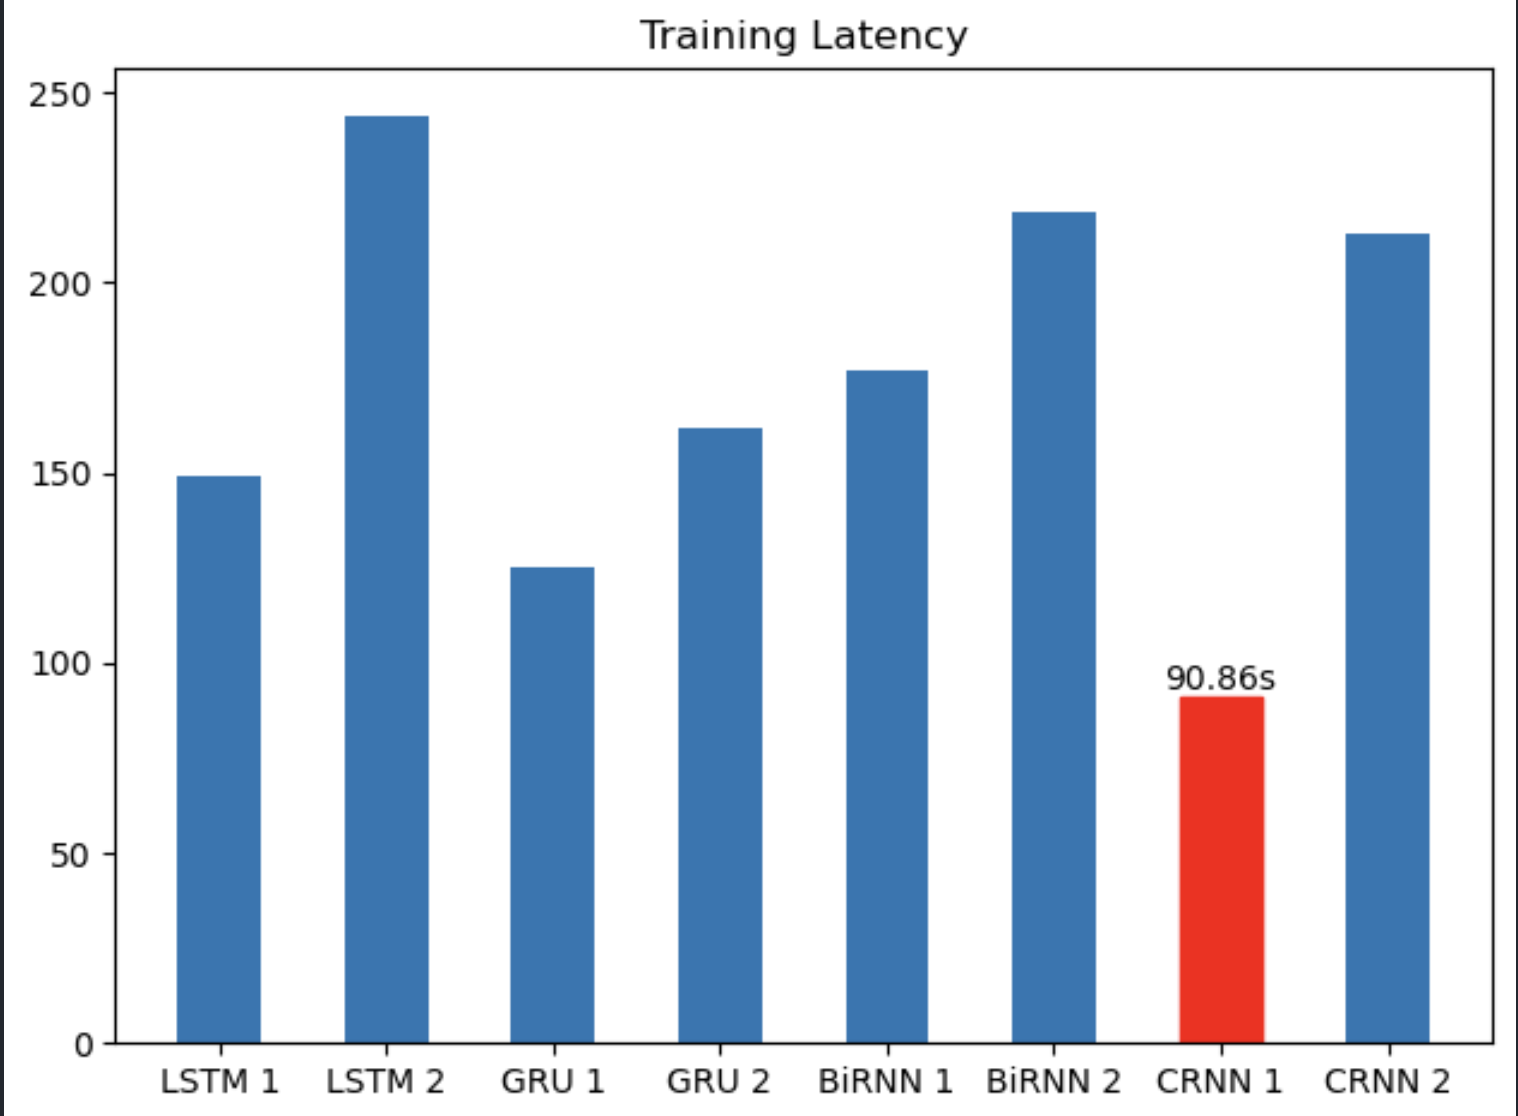 Training Latency
250
200
150
100
50
0
90.86s
LSTM 1 LSTM 2 GRU 1 GRU 2 BiRNN 1 BiRNN 2 CRNN 1 CRNN 2